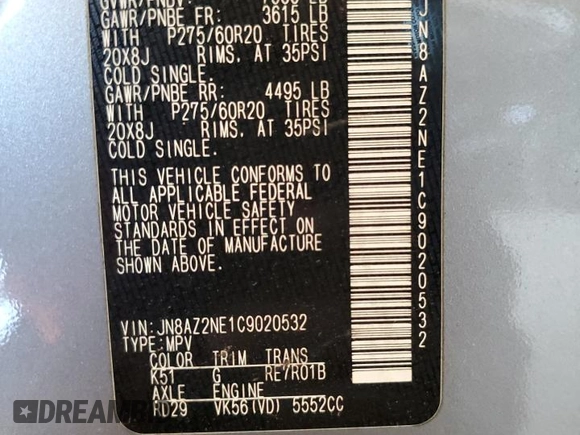 GAWR/PNBE FR: 3615 LB
WITH P275/60R20 TIRES
20X8J RIMS. AT 35PSI
COLD SINGLE.
GAWR/PNBE RR: 4495 LB
WITH P275/60R20 TIRES
20X8J RIMS. AT 35PSI
COLD SINGLE.
THIS VEHICLE CONFORMS TO
ALL APPLICABLE FEDERAL
MOTOR VEHICLE SAFETY
STANDARDS IN EFFECT ON
THE DATE OF MANUFACTURE
SHOWN ABOVE.
VIN: JN8AZ2NE1C9020532
TYPE: MPV
COLOR TRIM TRANS
K51 G RE7R01B
AXLE ENGINE
RD29 VK56(VD) 5552CC
JN8AZ2NE1C9020532